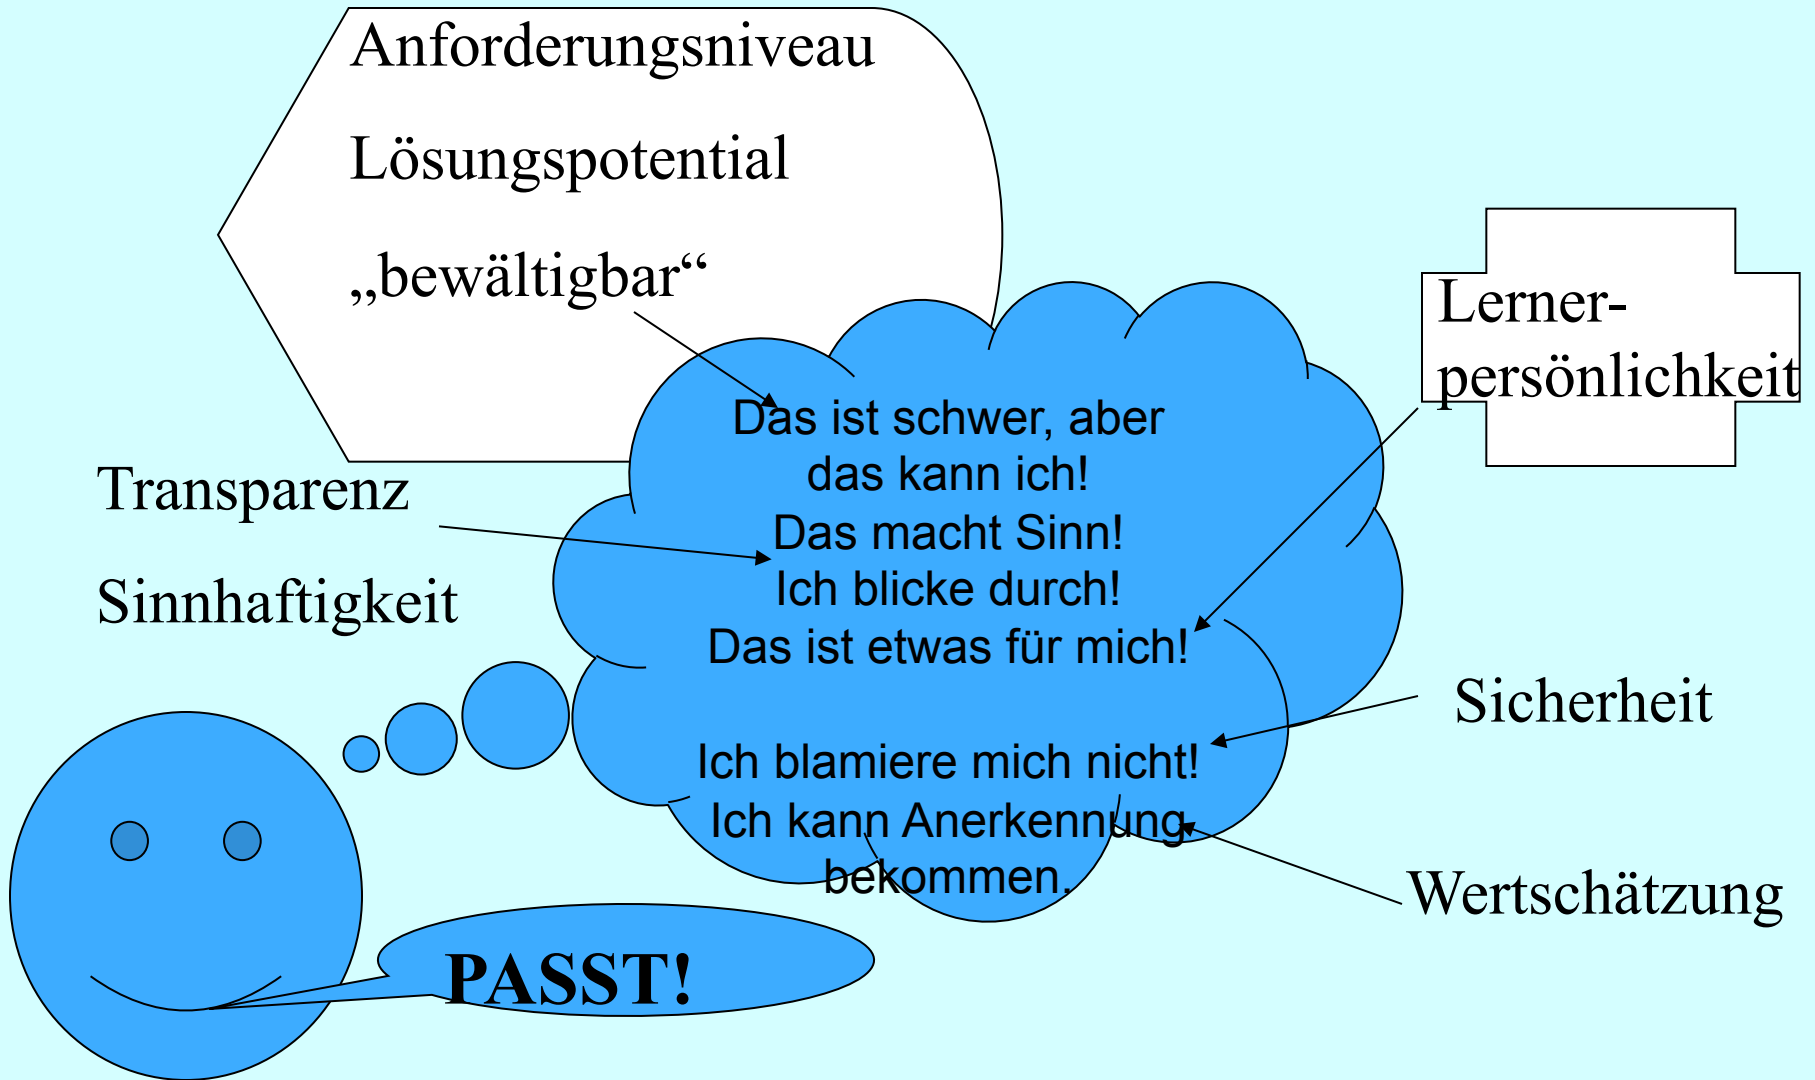 Anforderungsniveau
Lösungspotential
„bewältigbar“
Lerner-
persönlichkeit
Das ist schwer, aber
das kann ich!
Das macht Sinn!
Ich blicke durch!
Das ist etwas für mich!
Ich blamiere mich nicht!
Ich kann Anerkennung
bekommen.
Transparenz
Sinnhaftigkeit
Sicherheit
Wertschätzung
PASST!